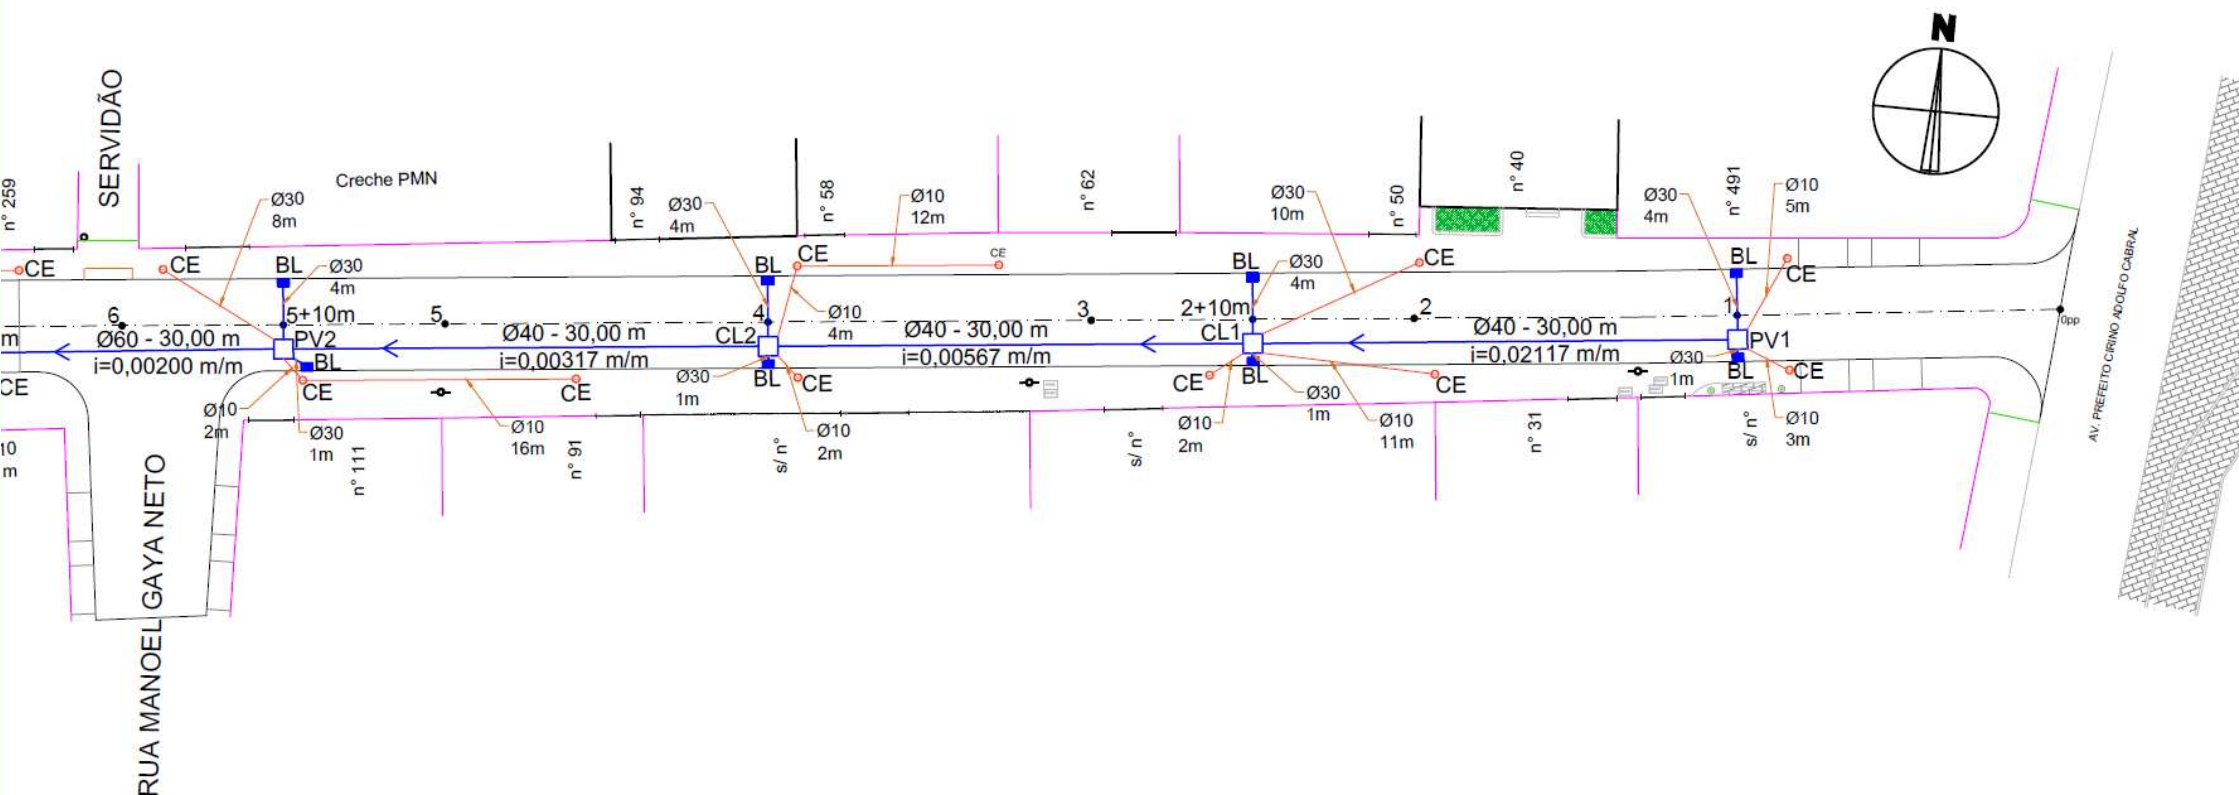 N
SERVIDÃO
n° 259
Creche PMN
Ø30
8m
n° 94
Ø30
4m
n° 58
Ø10
12m
n° 62
Ø30
10m
n° 50
n° 40
Ø30
4m
n° 491
Ø10
5m
CE
CE
BL
Ø30
4m
BL
CE
CE
BL
Ø30
4m
CE
BL
CE
AV. PREFEITO CIRINO ADOLFO CABRAL
6
5+10m
5
4
Ø10
4m
3
2+10m
2
1
0pp
m
Ø60 - 30,00 m
i=0,00200 m/m
PV2
Ø40 - 30,00 m
i=0,00317 m/m
CL2
Ø40 - 30,00 m
i=0,00567 m/m
CL1
Ø40 - 30,00 m
i=0,02117 m/m
PV1
CE
BL
CE
CE
Ø30
1m
BL
CE
CE
BL
CE
Ø30
1m
BL
CE
Ø10
2m
Ø30
1m
n° 111
Ø10
16m
n° 91
s/ n°
Ø10
2m
s/ n°
Ø10
2m
Ø30
1m
Ø10
11m
n° 31
s/ n°
Ø10
3m
10
m
RUA MANOEL GAYA NETO